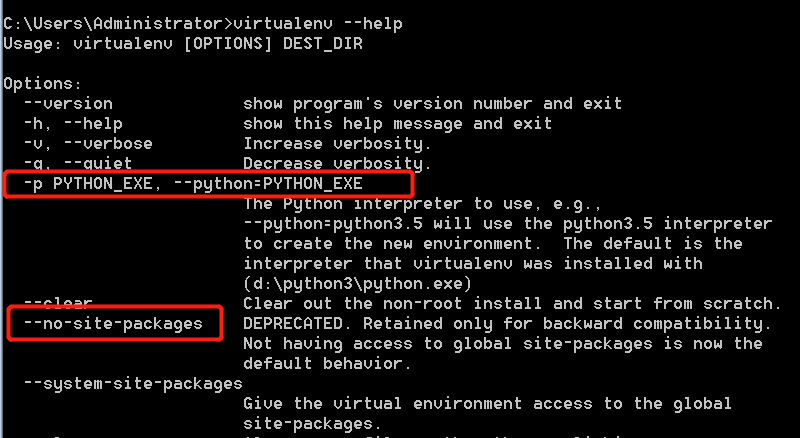 C:\Users\Administrator>virtualenv --help
Usage: virtualenv [OPTIONS] DEST_DIR
Options:
--version show program's version number and exit
-h, --help show this help message and exit
-v, --verbose Increase verbosity.
-q, --quiet Decrease verbosity.
-p PYTHON_EXE, --python=PYTHON_EXE
The Python interpreter to use, e.g.,
--python=python3.5 will use the python3.5 interpreter
to create the new environment.  The default is the
interpreter that virtualenv was installed with
(d:\python3\python.exe)
--clear Clear out the non-root install and start from scratch.
--no-site-packages DEPRECATED. Retained only for backward compatibility.
Not having access to global site-packages is now the
default behavior.
--system-site-packages
Give the virtual environment access to the global
site-packages.